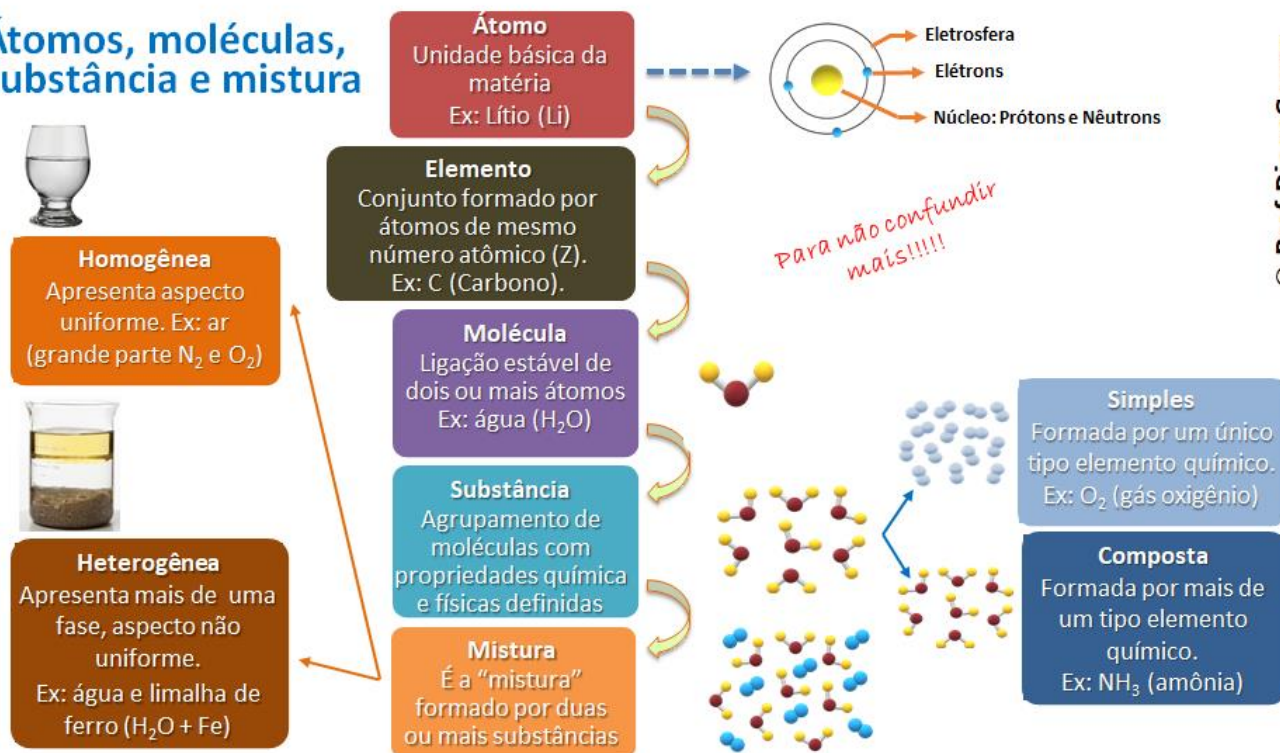 Átomos, moléculas,
substância e mistura
Átomo
Unidade básica da
matéria
Ex: Lítio (Li)
Eletrosfera
Elétrons
Núcleo: Prótons e Nêutrons
Elemento
Conjunto formado por
átomos de mesmo
número atômico (Z).
Ex: C (Carbono).
Para não confundir
mais!!!!!
Homogênea
Apresenta aspecto
uniforme. Ex: ar
(grande parte N₂ e O₂)
Molécula
Ligação estável de
dois ou mais átomos
Ex: água (H₂O)
Simples
Formada por um único
tipo elemento químico.
Ex: O₂ (gás oxigênio)
Substância
Agrupamento de
moléculas com
propriedades química
e físicas definidas
Heterogênea
Apresenta mais de uma
fase, aspecto não
uniforme.
Ex: água e limalha de
ferro (H₂O + Fe)
Composta
Formada por mais de
um tipo elemento
químico.
Ex: NH₃ (amônia)
Mistura
É a “mistura”
formado por duas
ou mais substâncias